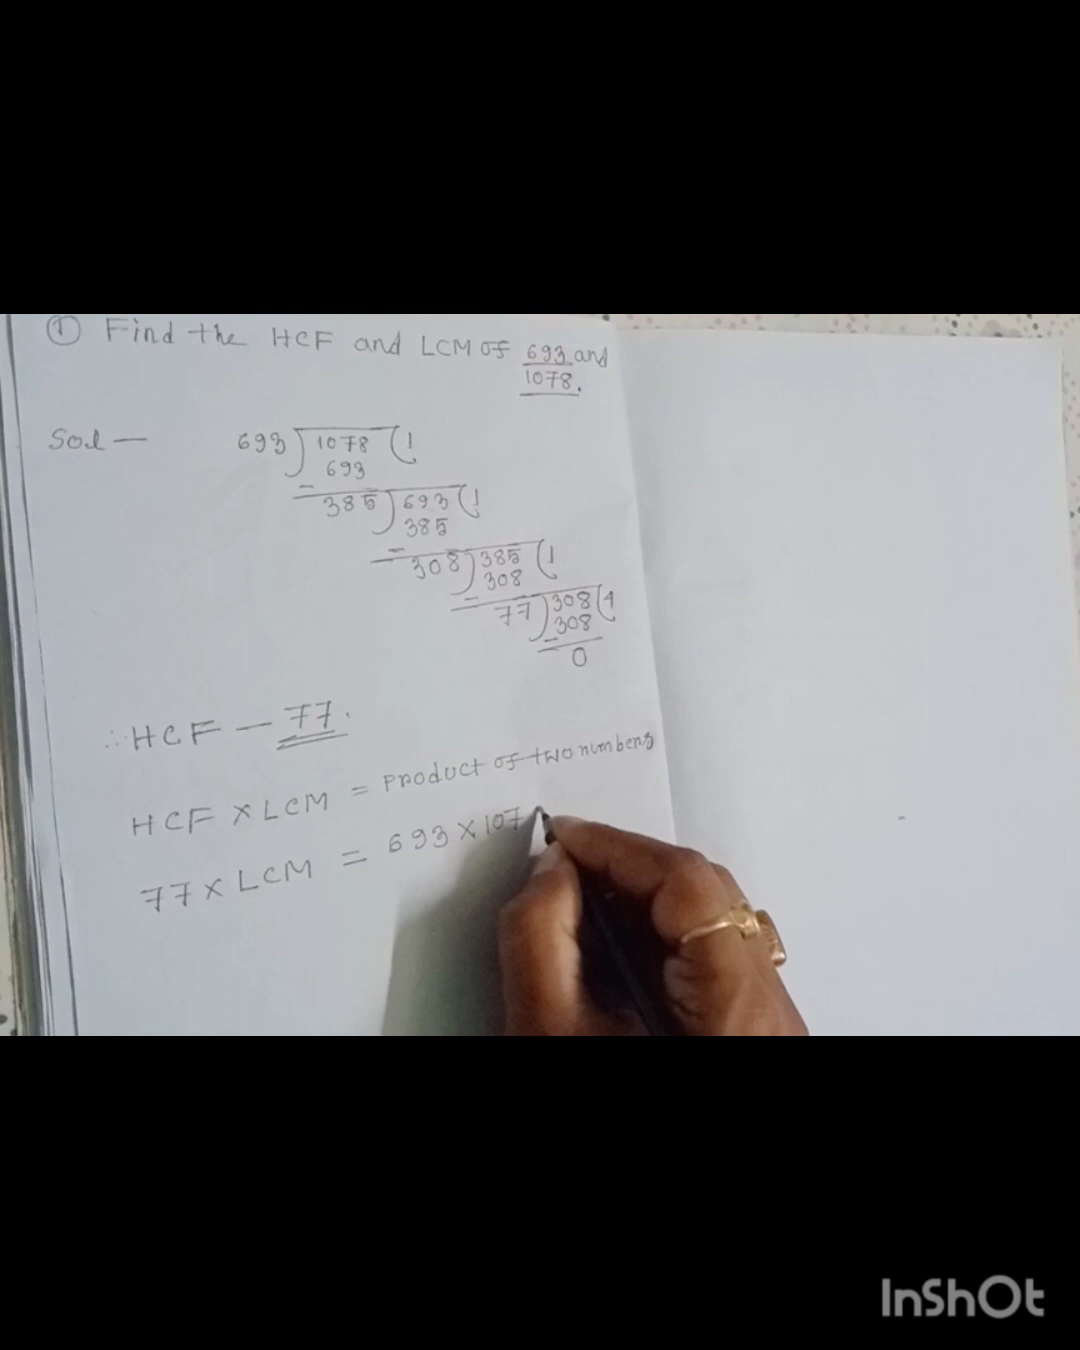 ① Find the HCF and LCM of 693 and
1078.
Sol —
693 ) 1078 ( 1
- 693
385 ) 693 ( 1
- 385
308 ) 385 ( 1
- 308
77 ) 308 ( 4
- 308
0
∴ HCF — 77.
HCF × LCM = Product of two numbers
77 × LCM = 693 × 107
InShOt